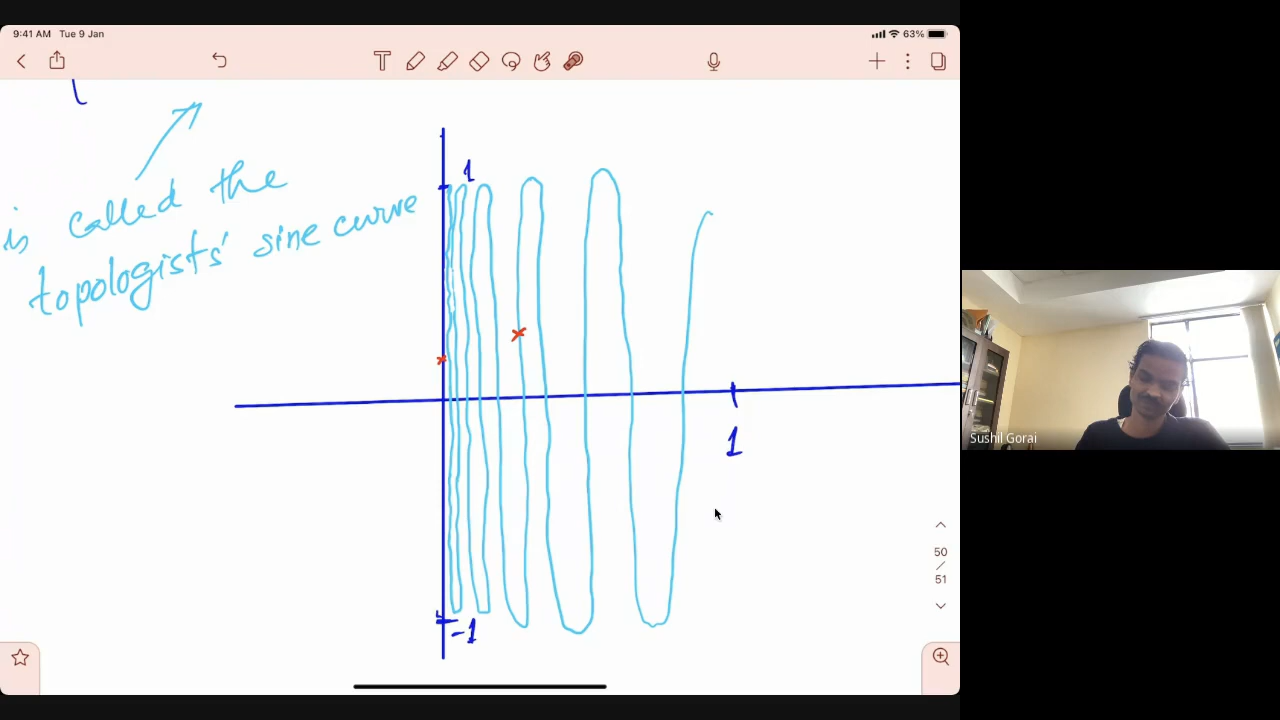 9:41 AM Tue 9 Jan
63%
is called the
topologists' sine curve
1
1
-1
50
/
51
Sushil Gorai